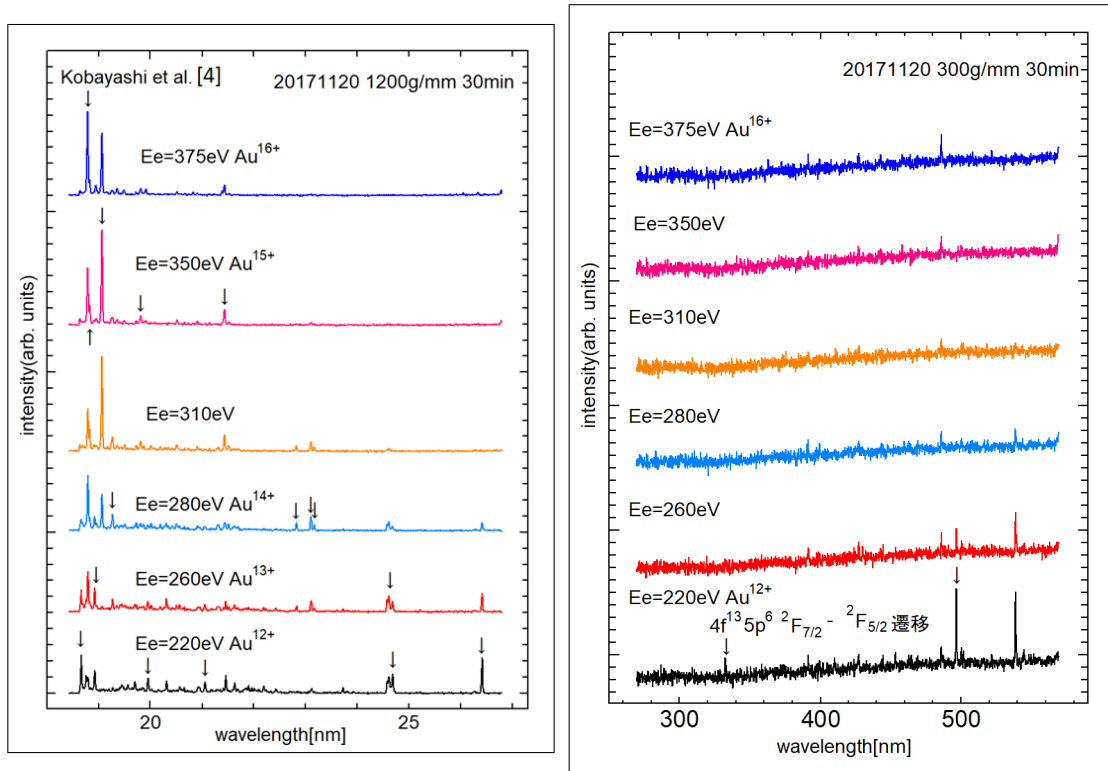 Kobayashi et al. [4]
20171120 1200g/mm 30min
Ee=375eV Au16+
Ee=350eV Au15+
Ee=310eV
Ee=280eV Au14+
Ee=260eV Au13+
Ee=220eV Au12+
intensity(arb. units)
20 25
wavelength[nm]
20171120 300g/mm 30min
Ee=375eV Au16+
Ee=350eV
Ee=310eV
Ee=280eV
Ee=260eV
Ee=220eV Au12+
4f13 5p6 2F7/2 - 2F5/2 遷移
intensity(arb. units)
300 400 500
wavelength[nm]